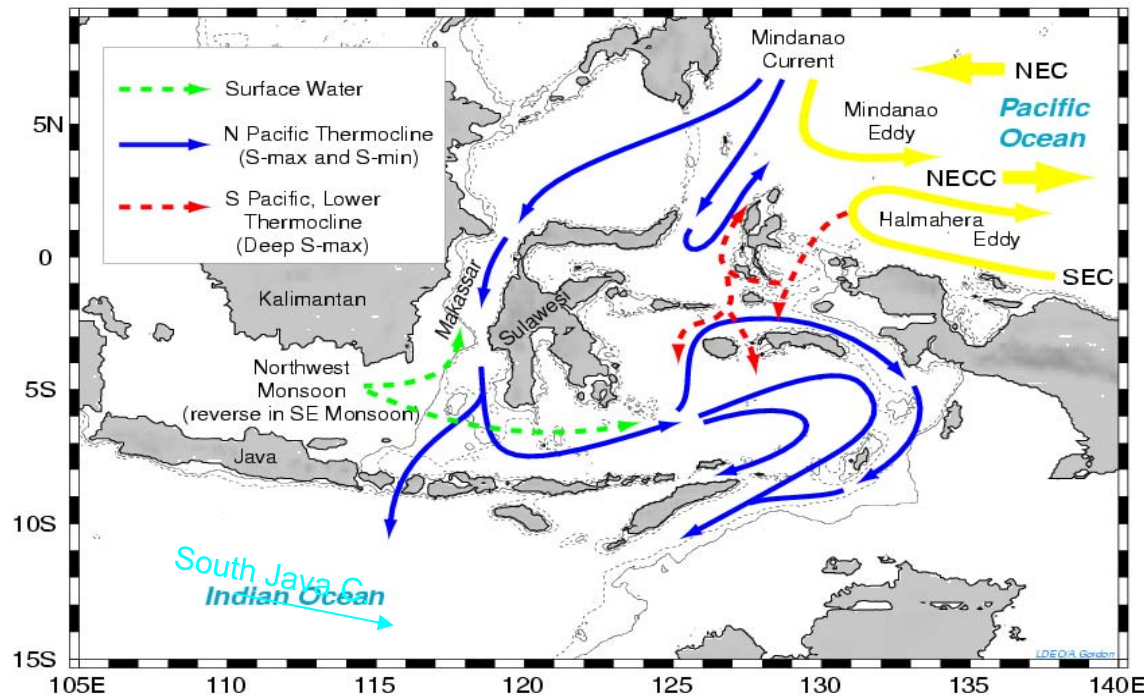 Surface Water
N Pacific Thermocline
(S-max and S-min)
S Pacific, Lower
Thermocline
(Deep S-max)
Mindanao
Current
NEC
Pacific
Ocean
Mindanao
Eddy
NECC
Halmahera
Eddy
SEC
Kalimantan
Makassar
Sulawesi
Northwest
Monsoon
(reverse in SE Monsoon)
Java
South Java C
Indian Ocean
LDEO/A. Gordon
5N
0
5S
10S
15S
105E
110
115
120
125
130
135
140E